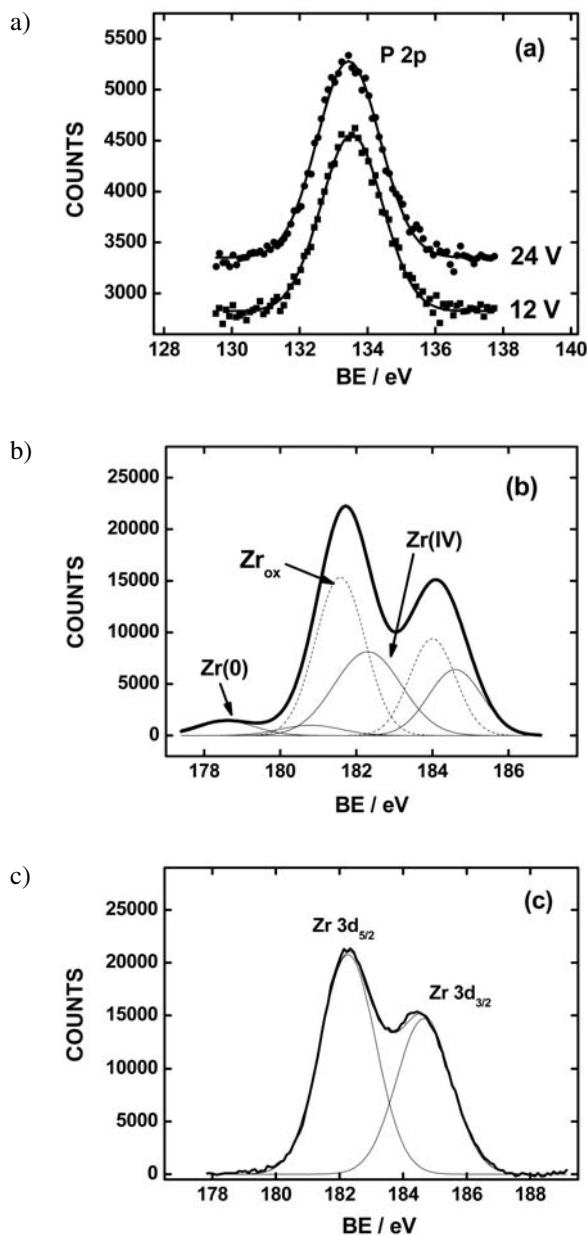 a)
(a)
P 2p
5500
5000
4500
4000
3500
3000
COUNTS
24 V
12 V
128 130 132 134 136 138 140
BE / eV
b)
(b)
25000
20000
15000
10000
5000
0
COUNTS
Zr(IV)
Zrox
Zr(0)
178 180 182 184 186
BE / eV
c)
(c)
25000
20000
15000
10000
5000
0
COUNTS
Zr 3d5/2
Zr 3d3/2
178 180 182 184 186 188
BE / eV